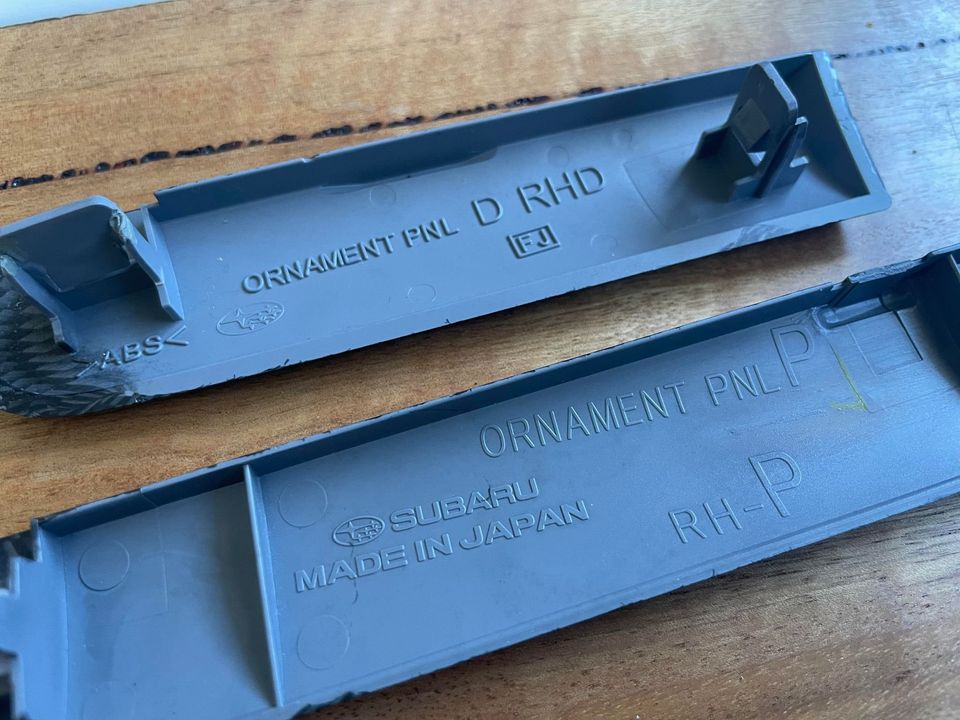 ORNAMENT PNL D RHD
FJ
>ABS<
ORNAMENT PNL P
SUBARU
MADE IN JAPAN
RH-P